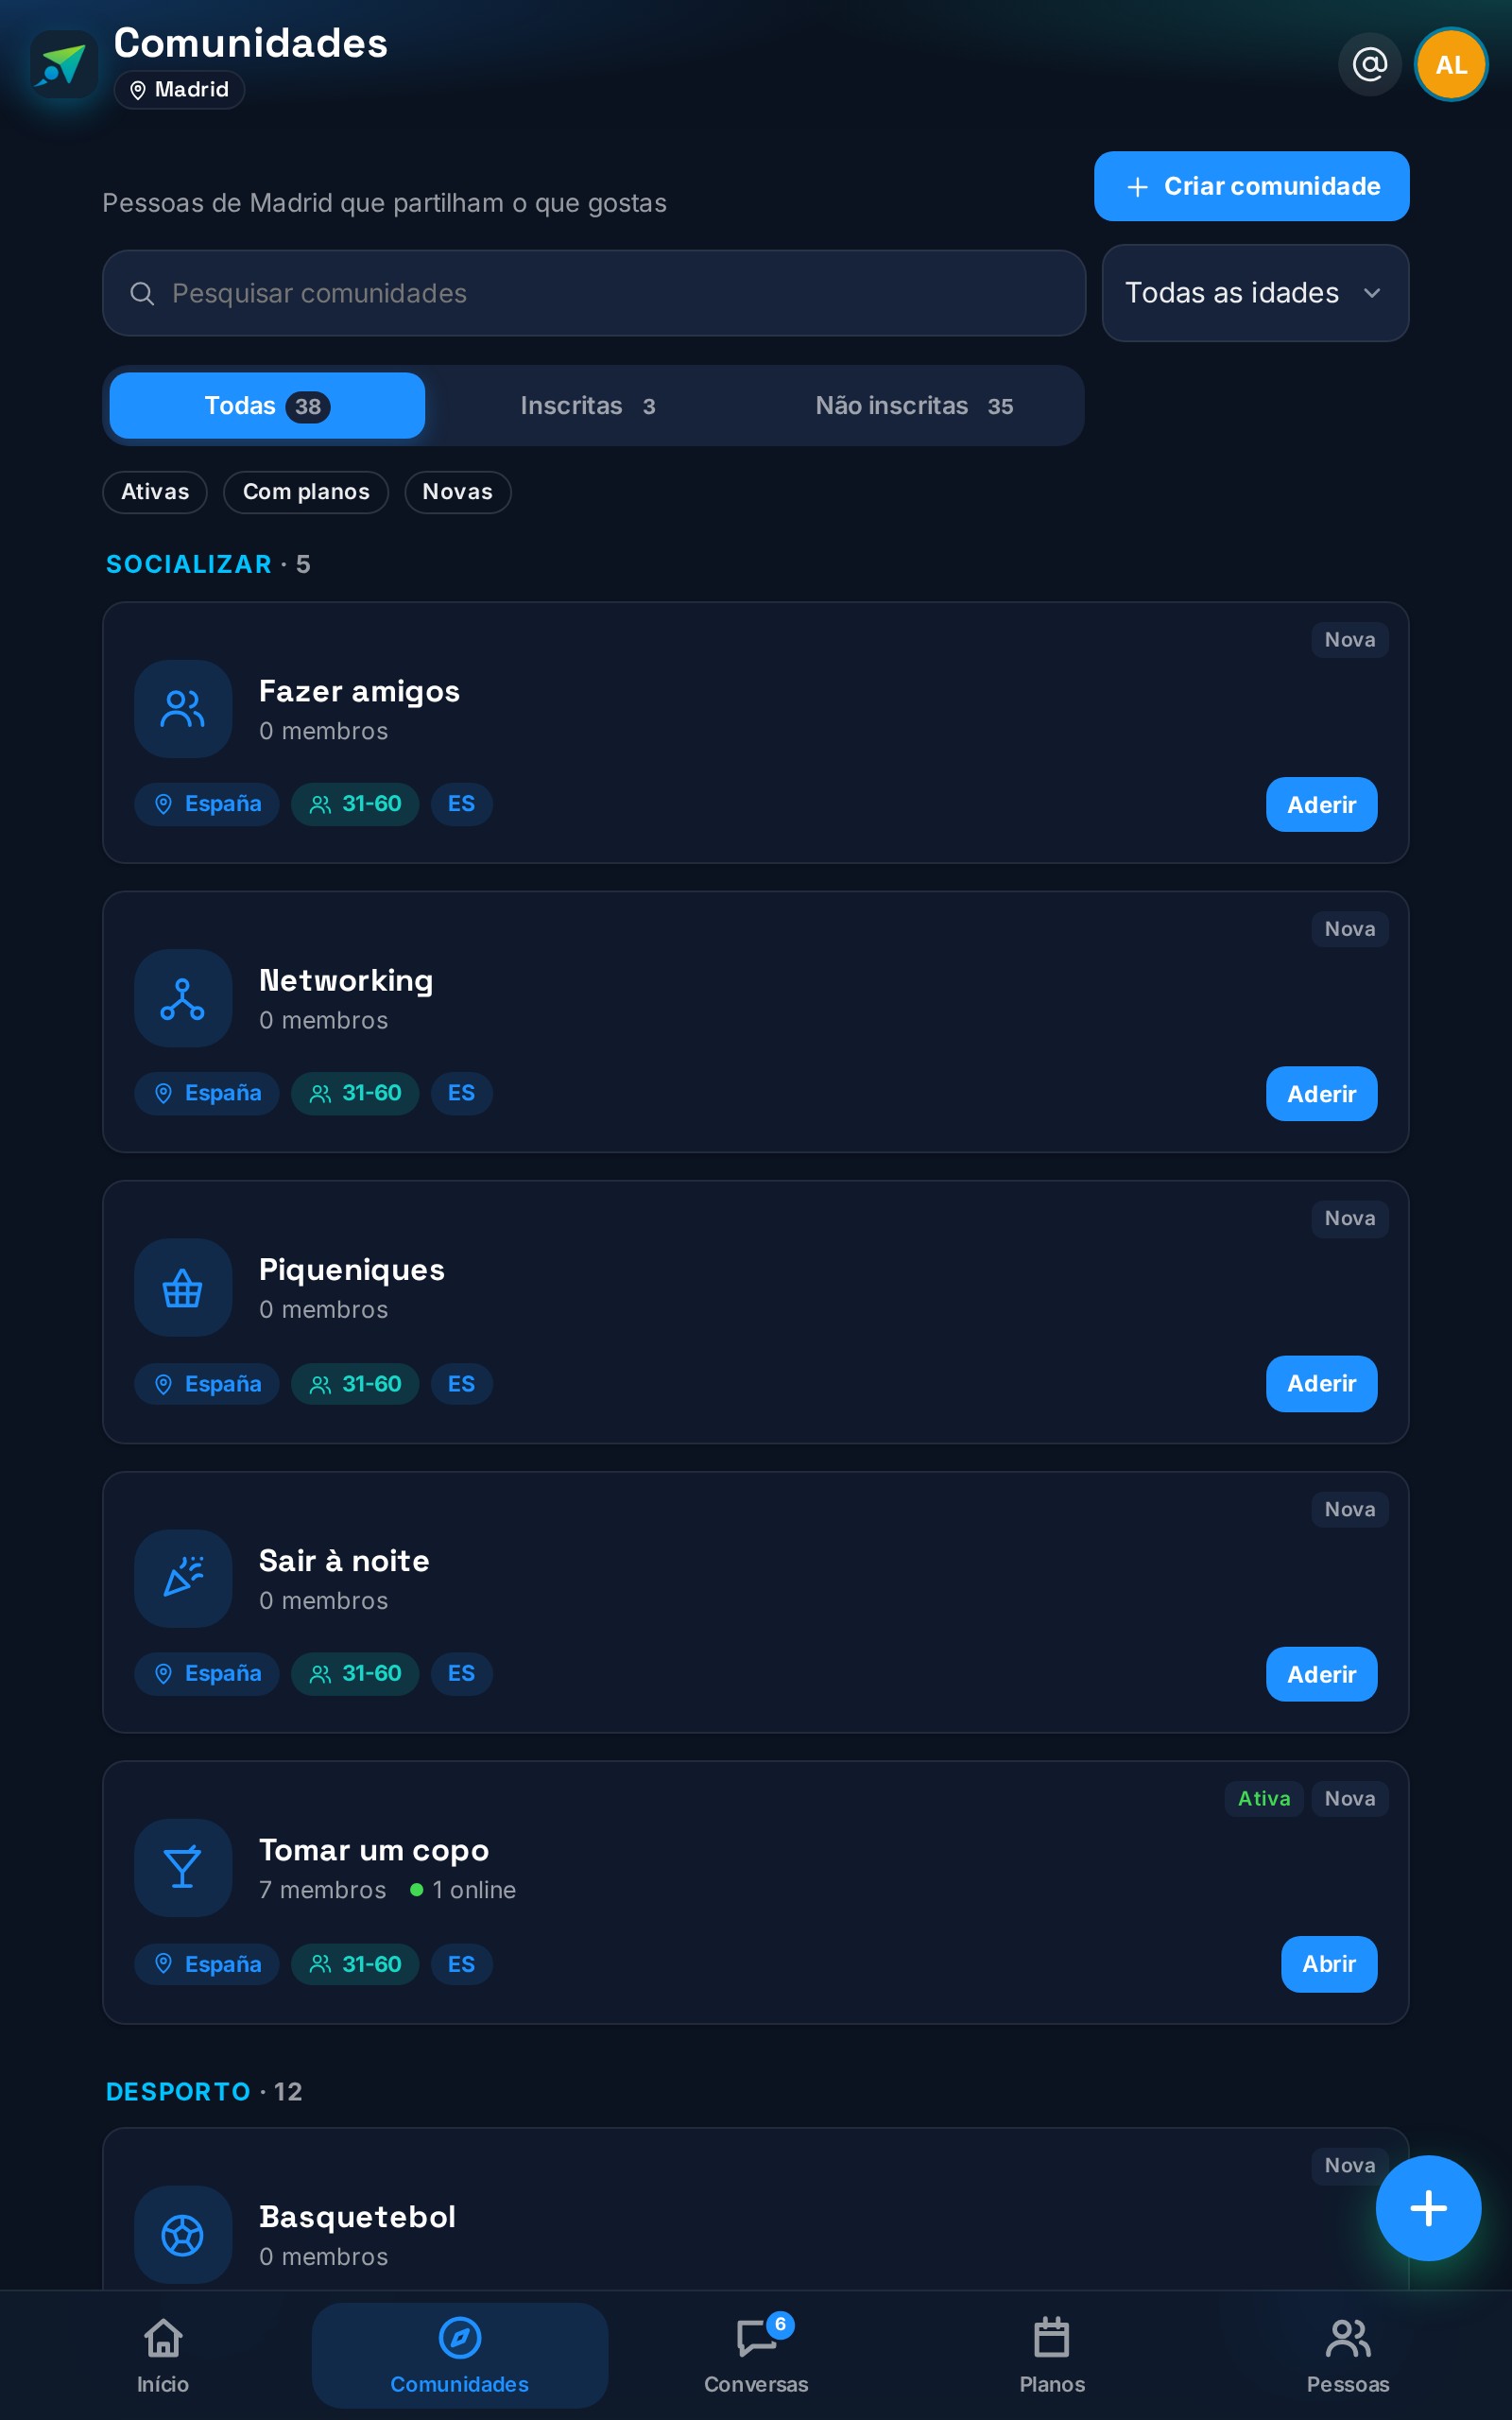 Comunidades
Madrid
@
AL
Pessoas de Madrid que partilham o que gostas
Criar comunidade
Pesquisar comunidades
Todas as idades
Todas 38
Inscritas 3
Não inscritas 35
Ativas
Com planos
Novas
SOCIALIZAR · 5
Nova
Fazer amigos
0 membros
España
31-60
ES
Aderir
Nova
Networking
0 membros
España
31-60
ES
Aderir
Nova
Piqueniques
0 membros
España
31-60
ES
Aderir
Nova
Sair à noite
0 membros
España
31-60
ES
Aderir
Ativa
Nova
Tomar um copo
7 membros
1 online
España
31-60
ES
Abrir
DESPORTO · 12
Nova
Basquetebol
0 membros
Início
Comunidades
6
Conversas
Planos
Pessoas